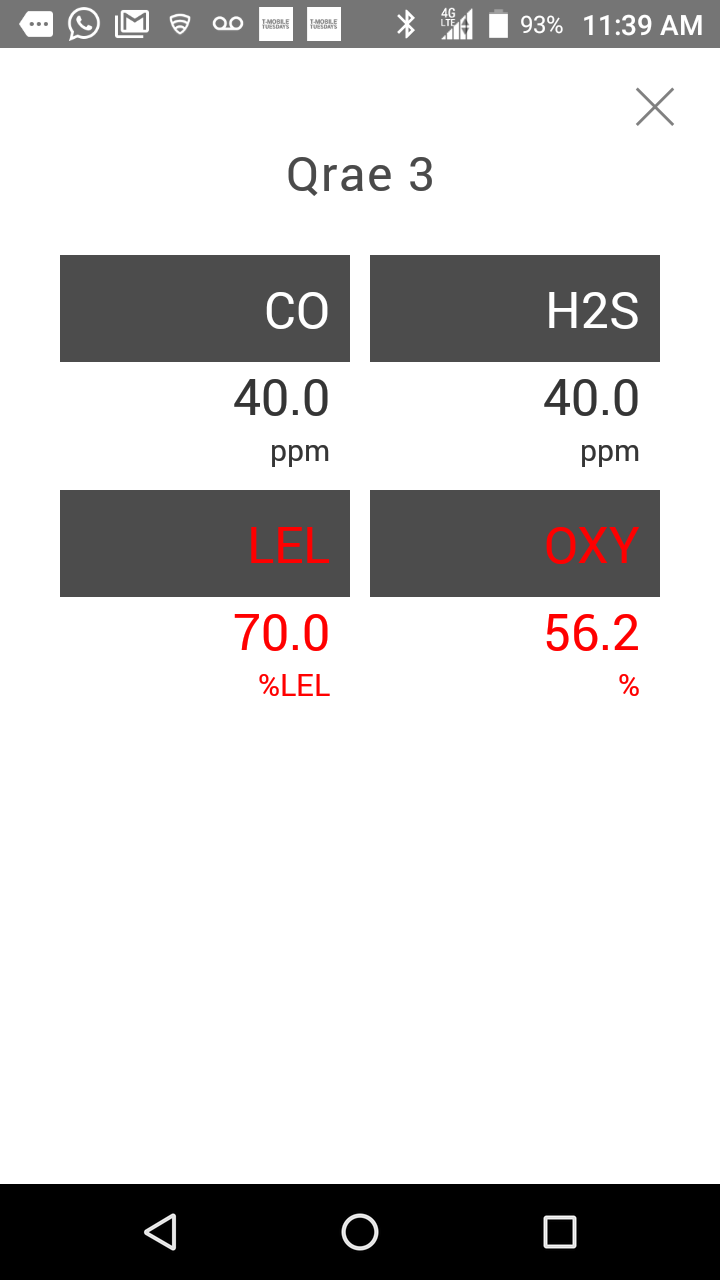 T-MOBILE TUESDAYS
T-MOBILE TUESDAYS
4G
LTE
93%
11:39 AM
Qrae 3
CO
H2S
40.0
40.0
ppm
ppm
LEL
OXY
70.0
56.2
%LEL
%